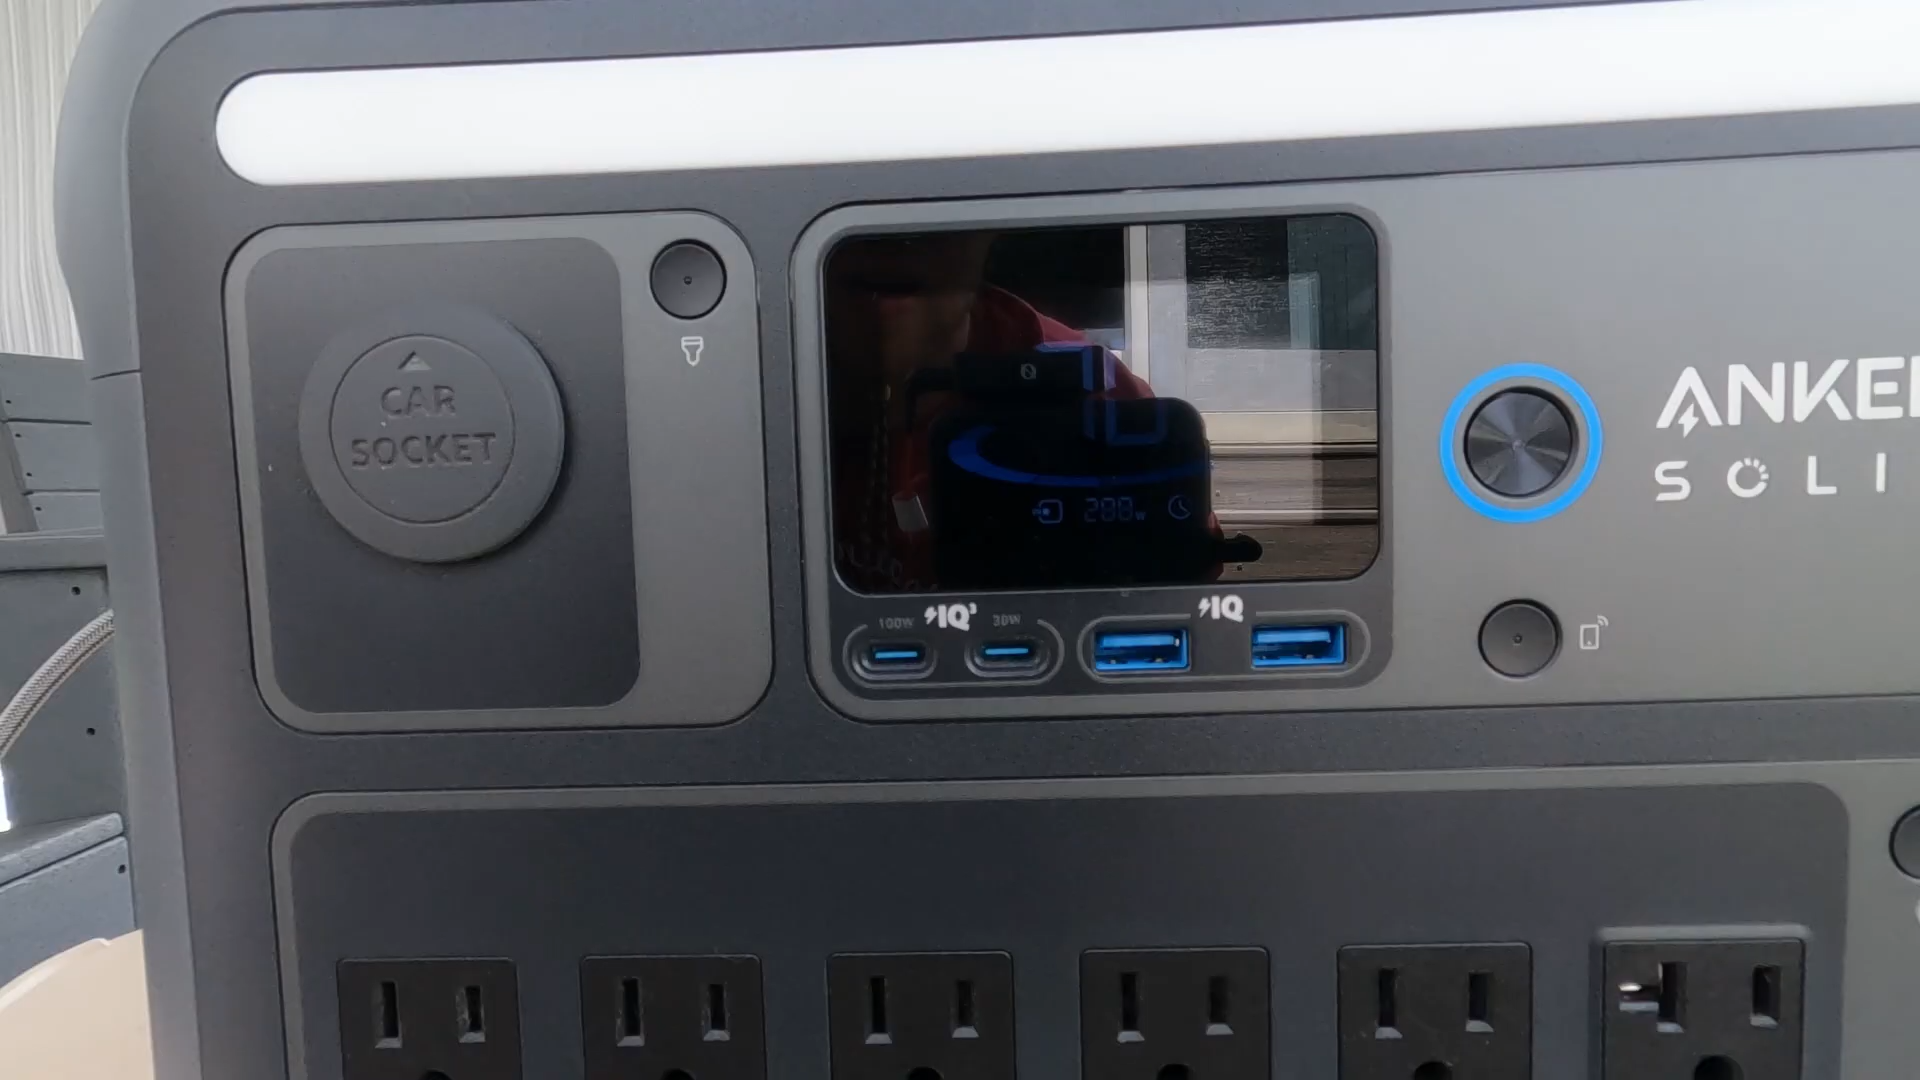 CAR
SOCKET
288W
ANKE
SOLI
100W
IQ³
30W
IQ